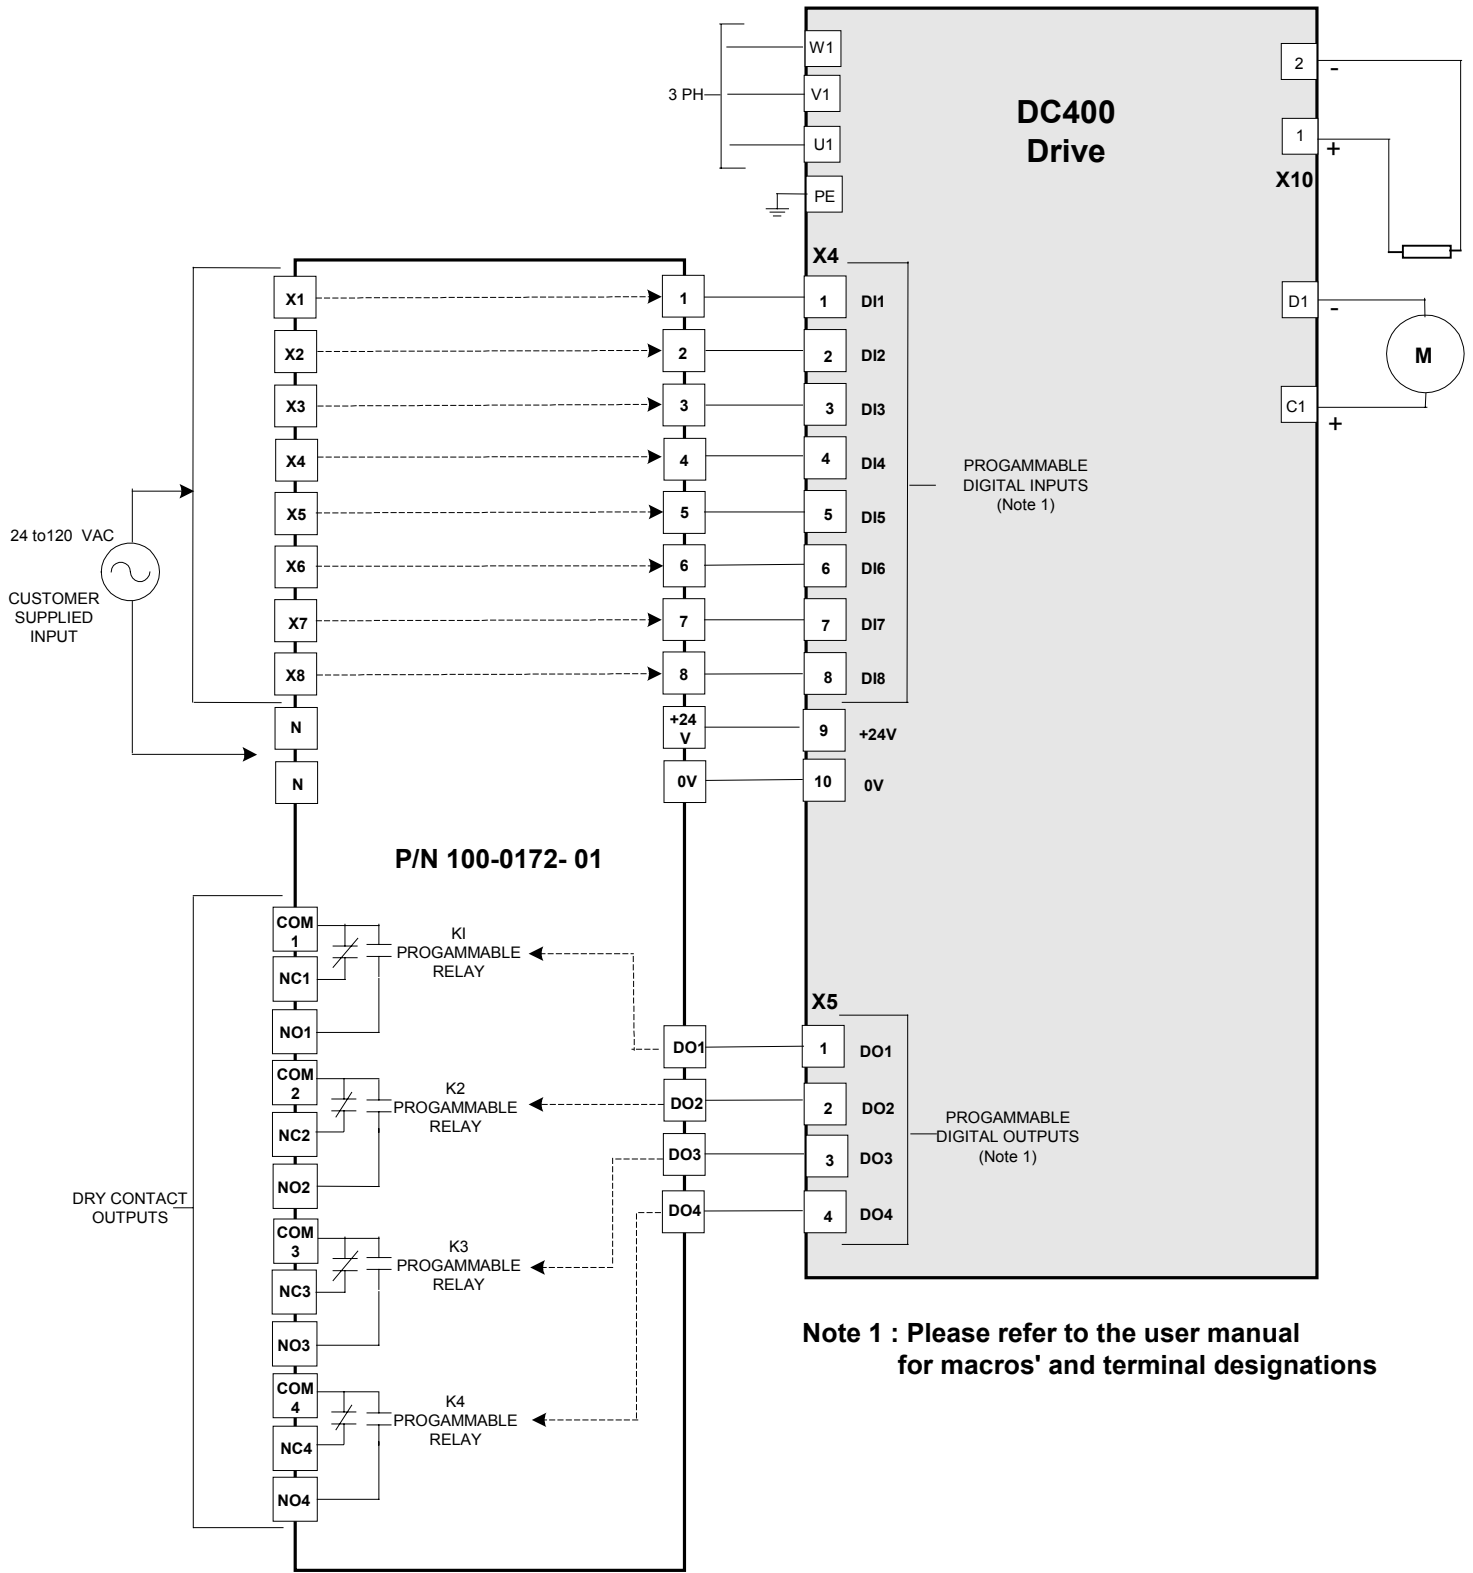 W1
3 PH
V1
U1
PE
DC400
Drive
2
-
1
+
X10
X4
X1
1
1
DI1
X2
2
2
DI2
X3
3
3
DI3
X4
4
4
DI4
X5
5
5
DI5
X6
6
6
DI6
X7
7
7
DI7
X8
8
8
DI8
N
+24
V
9
+24V
N
0V
10
0V
D1
-
M
C1
+
PROGAMMABLE
DIGITAL INPUTS
(Note 1)
24 to120 VAC
CUSTOMER
SUPPLIED
INPUT
P/N 100-0172- 01
COM
1
NC1
NO1
KI
PROGAMMABLE
RELAY
COM
2
NC2
NO2
K2
PROGAMMABLE
RELAY
COM
3
NC3
NO3
K3
PROGAMMABLE
RELAY
COM
4
NC4
NO4
K4
PROGAMMABLE
RELAY
DRY CONTACT
OUTPUTS
X5
DO1
1
DO1
DO2
2
DO2
DO3
3
DO3
DO4
4
DO4
PROGAMMABLE
DIGITAL OUTPUTS
(Note 1)
Note 1 : Please refer to the user manual
for macros' and terminal designations